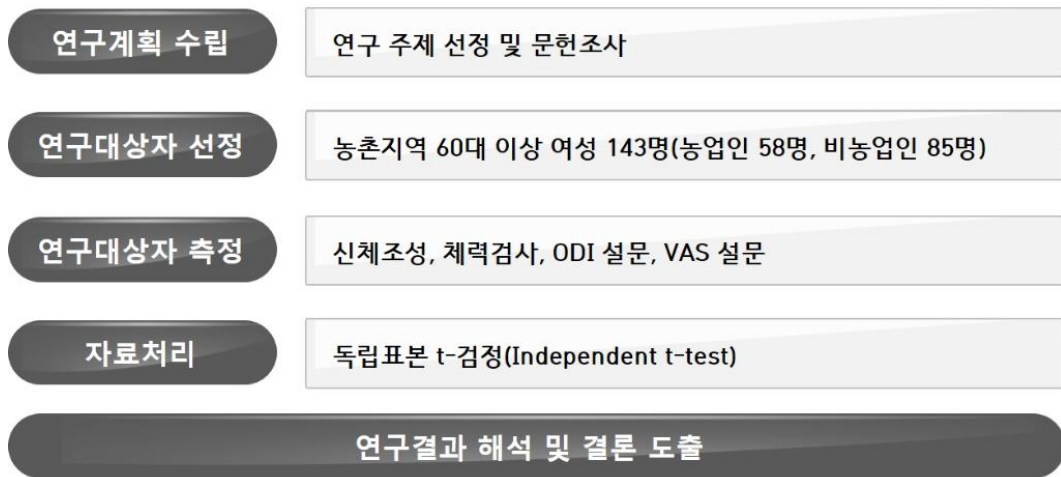 연구계획 수립
연구 주제 선정 및 문헌조사
연구대상자 선정
농촌지역 60대 이상 여성 143명(농업인 58명, 비농업인 85명)
연구대상자 측정
신체조성, 체력검사, ODI 설문, VAS 설문
자료처리
독립표본 t-검정(Independent t-test)
연구결과 해석 및 결론 도출